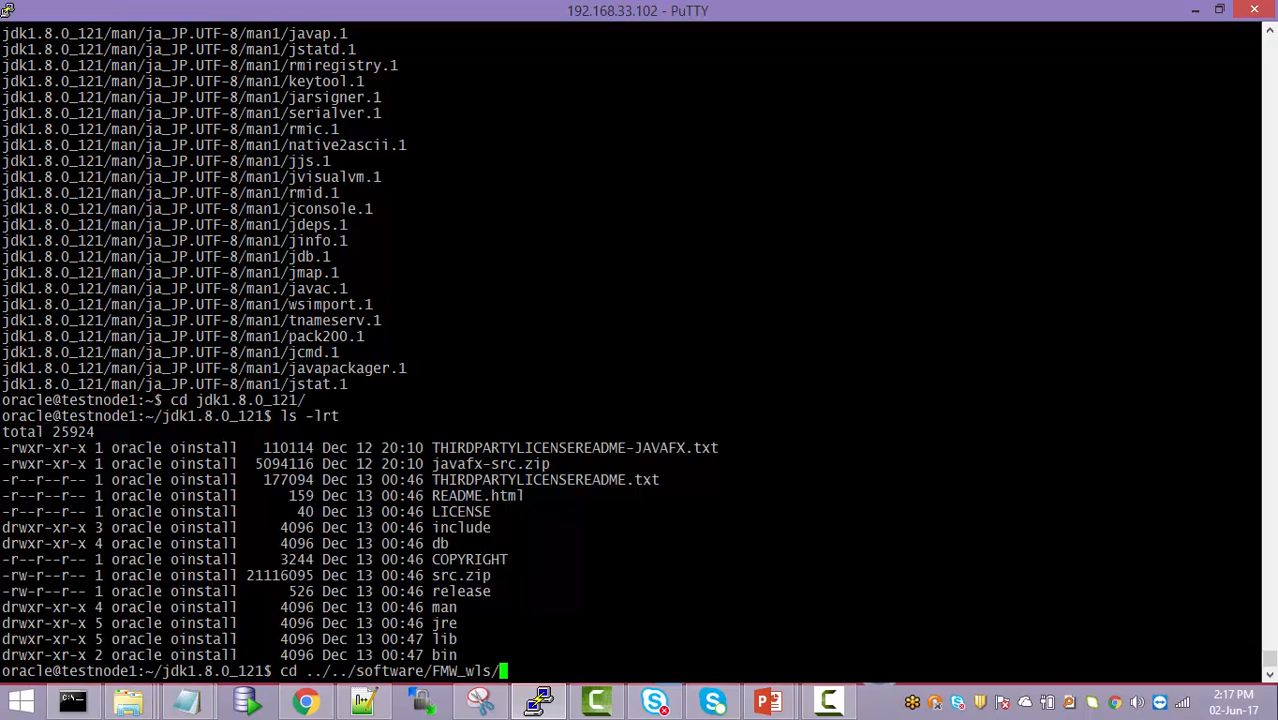 192.168.33.102 - PuTTY
jdk1.8.0_121/man/ja_JP.UTF-8/man1/javap.1
jdk1.8.0_121/man/ja_JP.UTF-8/man1/jstatd.1
jdk1.8.0_121/man/ja_JP.UTF-8/man1/rmiregistry.1
jdk1.8.0_121/man/ja_JP.UTF-8/man1/keytool.1
jdk1.8.0_121/man/ja_JP.UTF-8/man1/jarsigner.1
jdk1.8.0_121/man/ja_JP.UTF-8/man1/serialver.1
jdk1.8.0_121/man/ja_JP.UTF-8/man1/rmic.1
jdk1.8.0_121/man/ja_JP.UTF-8/man1/native2ascii.1
jdk1.8.0_121/man/ja_JP.UTF-8/man1/jjs.1
jdk1.8.0_121/man/ja_JP.UTF-8/man1/jvisualvm.1
jdk1.8.0_121/man/ja_JP.UTF-8/man1/rmid.1
jdk1.8.0_121/man/ja_JP.UTF-8/man1/jconsole.1
jdk1.8.0_121/man/ja_JP.UTF-8/man1/jdeps.1
jdk1.8.0_121/man/ja_JP.UTF-8/man1/jinfo.1
jdk1.8.0_121/man/ja_JP.UTF-8/man1/jdb.1
jdk1.8.0_121/man/ja_JP.UTF-8/man1/jmap.1
jdk1.8.0_121/man/ja_JP.UTF-8/man1/javac.1
jdk1.8.0_121/man/ja_JP.UTF-8/man1/wsimport.1
jdk1.8.0_121/man/ja_JP.UTF-8/man1/tnameserv.1
jdk1.8.0_121/man/ja_JP.UTF-8/man1/pack200.1
jdk1.8.0_121/man/ja_JP.UTF-8/man1/jcmd.1
jdk1.8.0_121/man/ja_JP.UTF-8/man1/javapackager.1
jdk1.8.0_121/man/ja_JP.UTF-8/man1/jstat.1
oracle@testnode1:~$ cd jdk1.8.0_121/
oracle@testnode1:~/jdk1.8.0_121$ ls -lrt
total 25924
-rwxr-xr-x 1 oracle oinstall   110114 Dec 12 20:10 THIRDPARTYLICENSEREADME-JAVAFX.txt
-rwxr-xr-x 1 oracle oinstall  5094116 Dec 12 20:10 javafx-src.zip
-r--r--r-- 1 oracle oinstall   177094 Dec 13 00:46 THIRDPARTYLICENSEREADME.txt
-r--r--r-- 1 oracle oinstall      159 Dec 13 00:46 README.html
-r--r--r-- 1 oracle oinstall       40 Dec 13 00:46 LICENSE
drwxr-xr-x 3 oracle oinstall     4096 Dec 13 00:46 include
drwxr-xr-x 4 oracle oinstall     4096 Dec 13 00:46 db
-r--r--r-- 1 oracle oinstall     3244 Dec 13 00:46 COPYRIGHT
-rw-r--r-- 1 oracle oinstall 21116095 Dec 13 00:46 src.zip
-rw-r--r-- 1 oracle oinstall      526 Dec 13 00:46 release
drwxr-xr-x 4 oracle oinstall     4096 Dec 13 00:46 man
drwxr-xr-x 5 oracle oinstall     4096 Dec 13 00:46 jre
drwxr-xr-x 5 oracle oinstall     4096 Dec 13 00:47 lib
drwxr-xr-x 2 oracle oinstall     4096 Dec 13 00:47 bin
oracle@testnode1:~/jdk1.8.0_121$ cd ../../software/FMW_wls/
2:17 PM
02-Jun-17